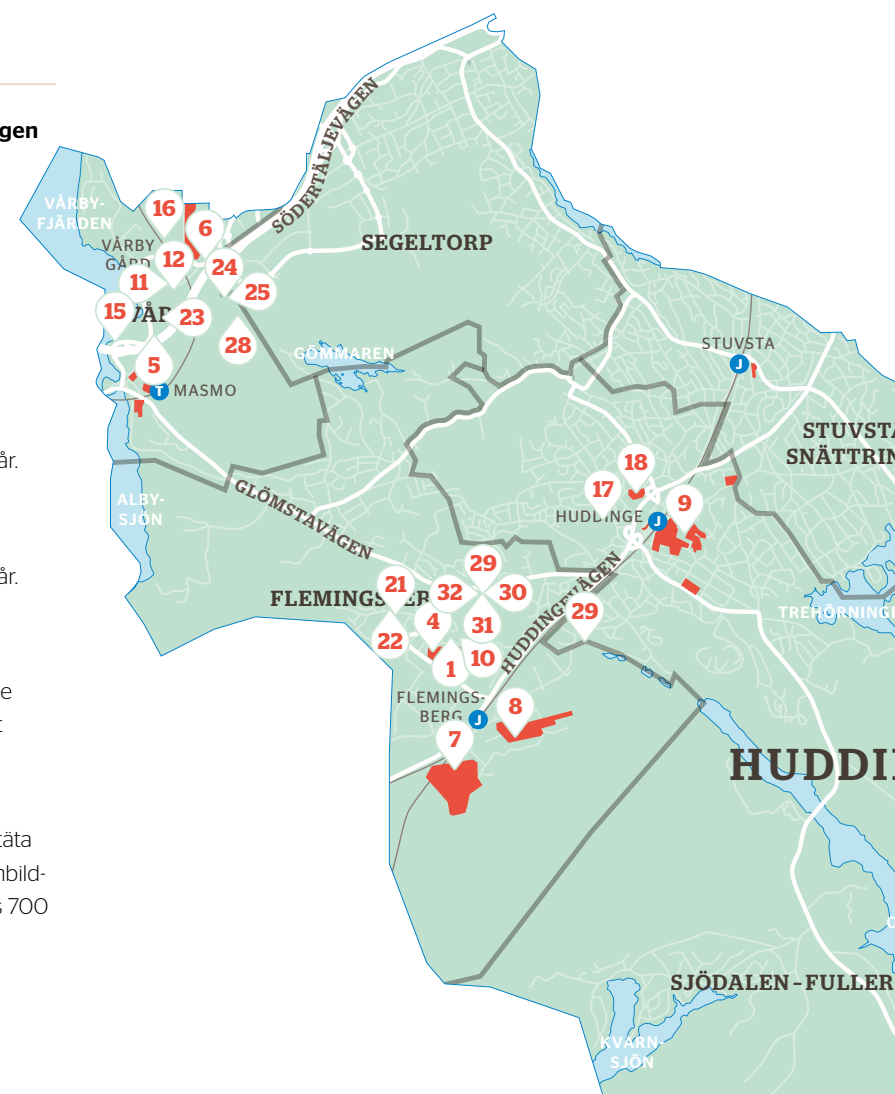 gen
år.
år.
e
t
täta
nbild-
s 700
SÖDERTÄLJEVÄGEN
VÅRBY-
FJÄRDEN
16
6
VÅRBY
GÅRD
12
24
SEGELTORP
11
25
15
23
28
5
GÖMMAREN
STUVSTA
J
T
MASMO
STUVSTA
SNÄTTRIN
18
17
9
ALBY-
SJÖN
GLÖMSTAVÄGEN
HUDDINGE
J
29
21
32
30
FLEMINGSBER
HUDDINGEVÄGEN
29
TREHÖRNINGE
4
31
22
10
1
FLEMINGS-
BERG
J
8
7
HUDDI
SJÖDALEN – FULLER
KVARN-
SJÖN